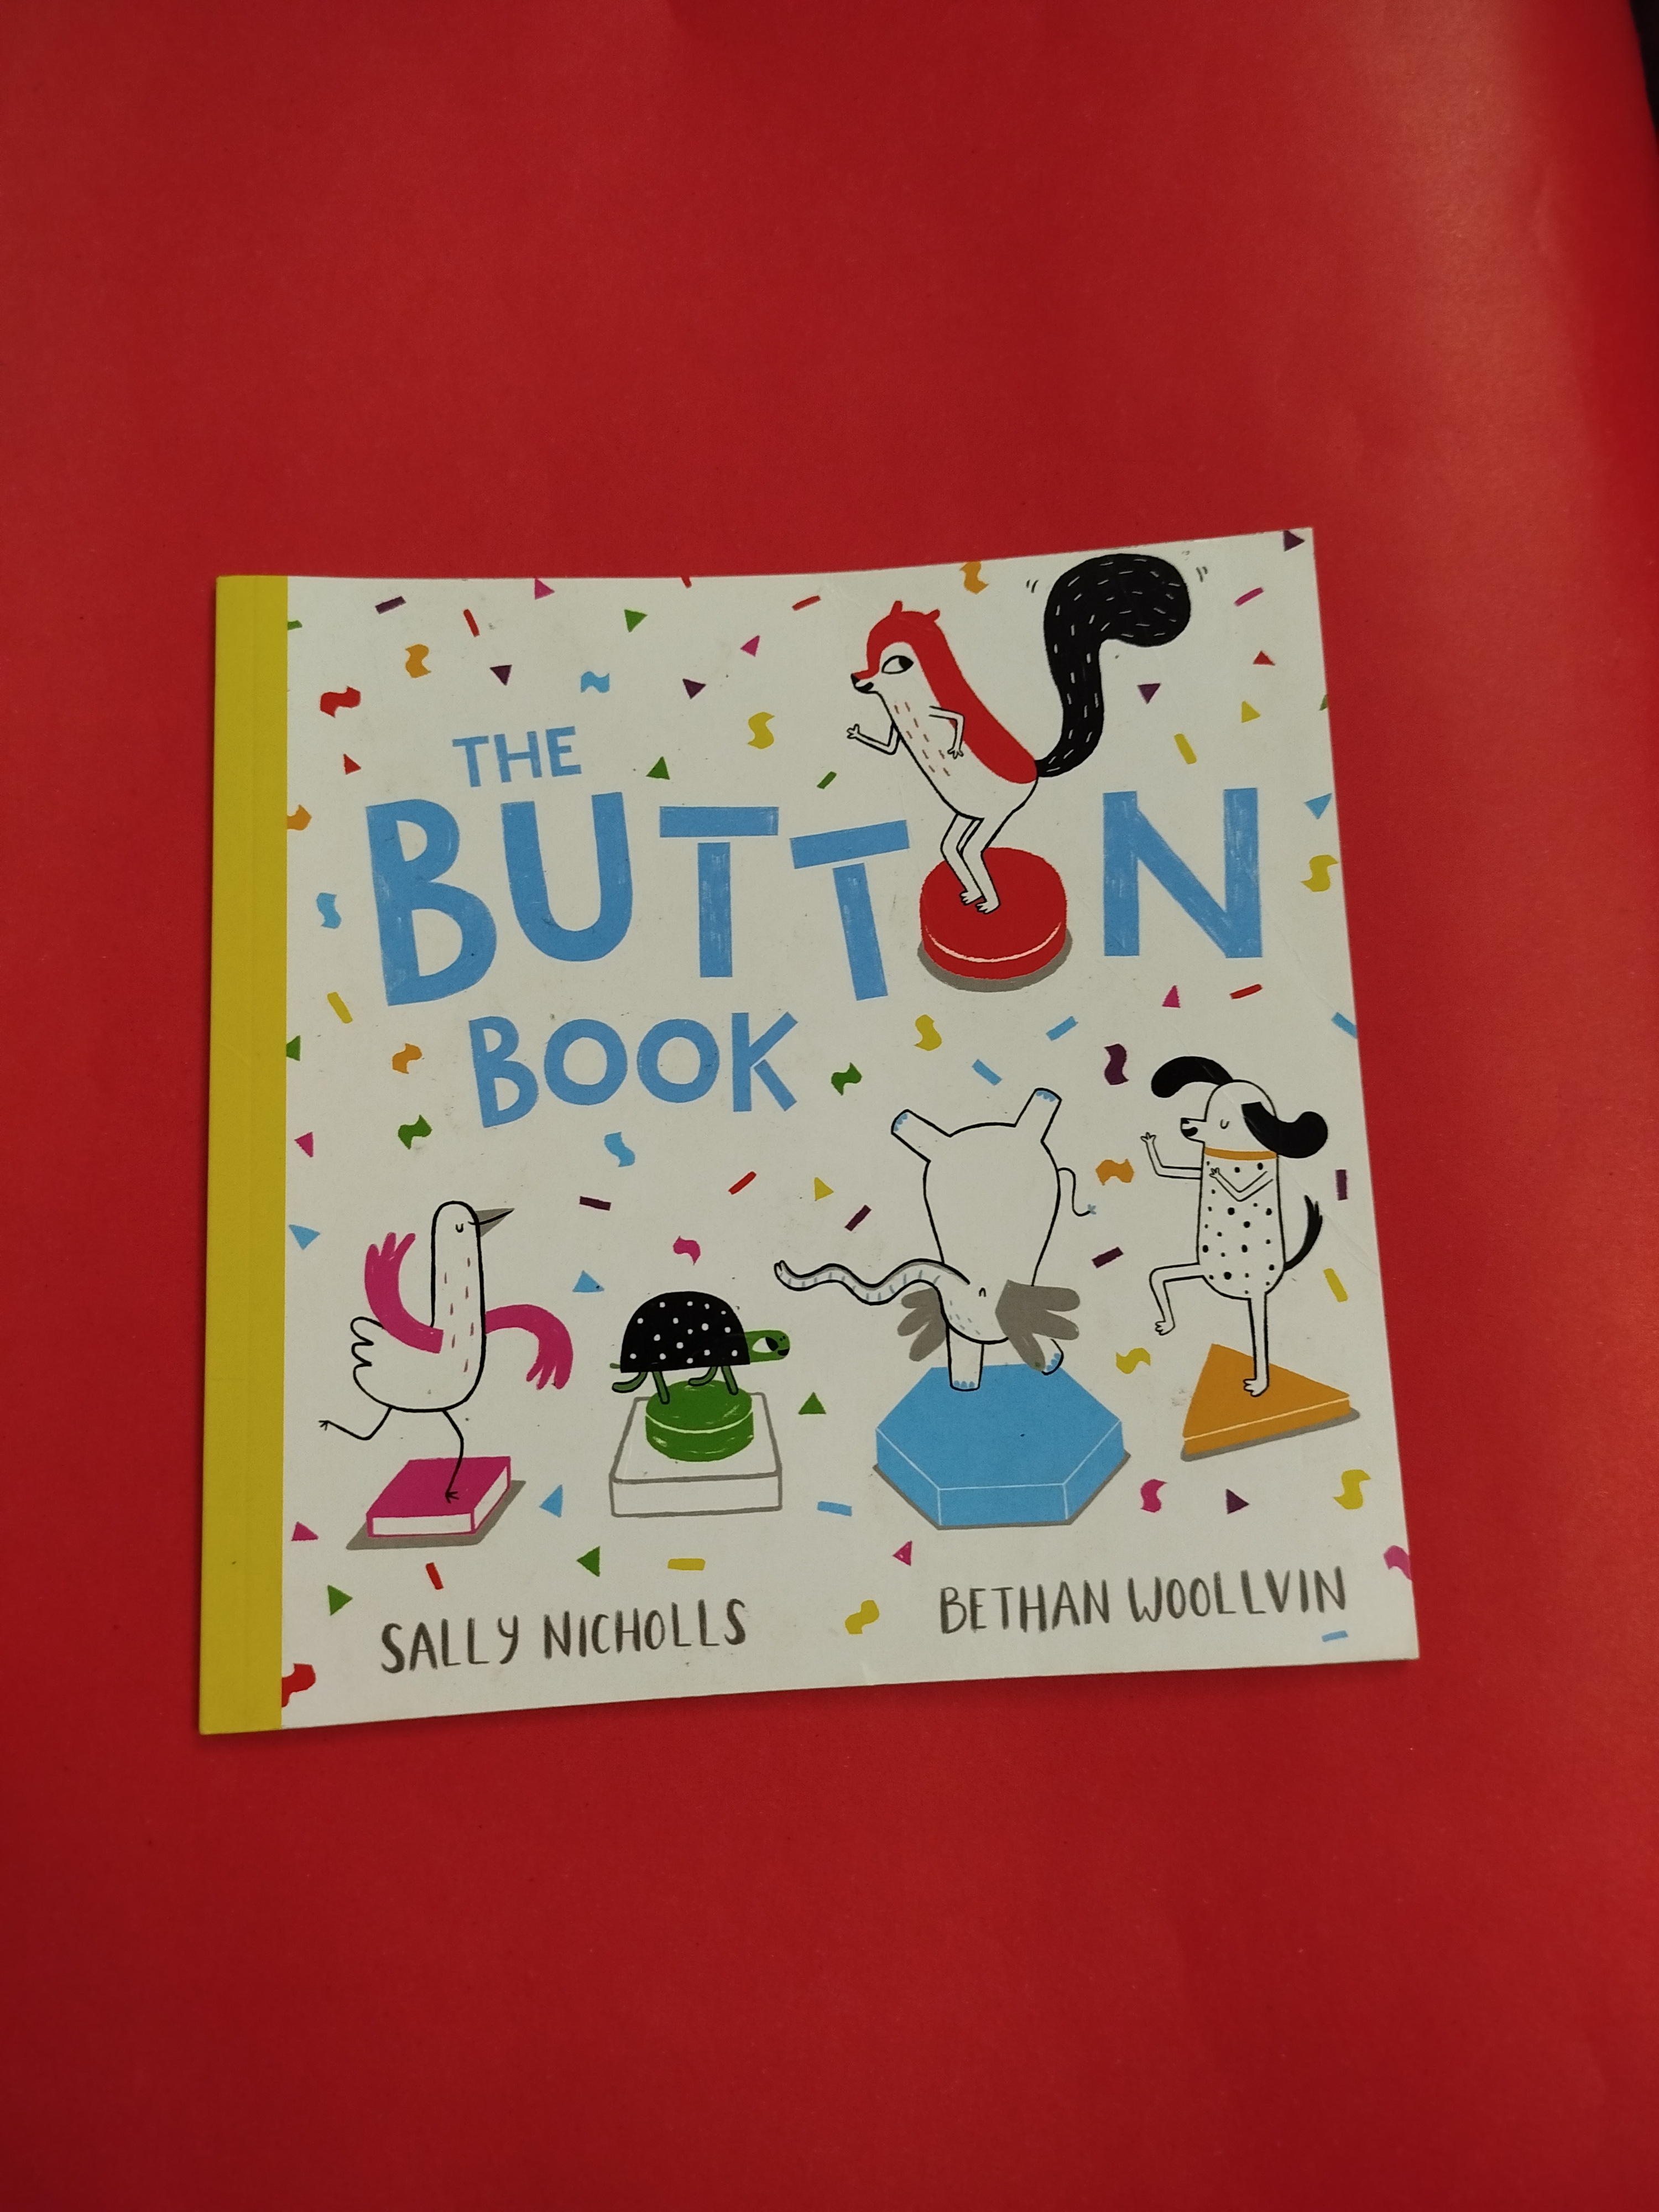 THE
BUTTON
BOOK
SALLY NICHOLLS
BETHAN WOOLLVIN